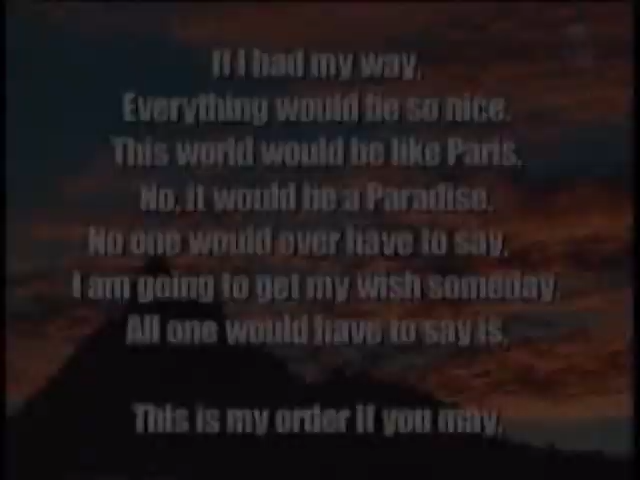 If I had my way,
Everything would be so nice.
This world would be like Paris,
No, it would be a Paradise.
No one would ever have to say,
I am going to get my wish someday.
All one would have to say is,
This is my order if you may.